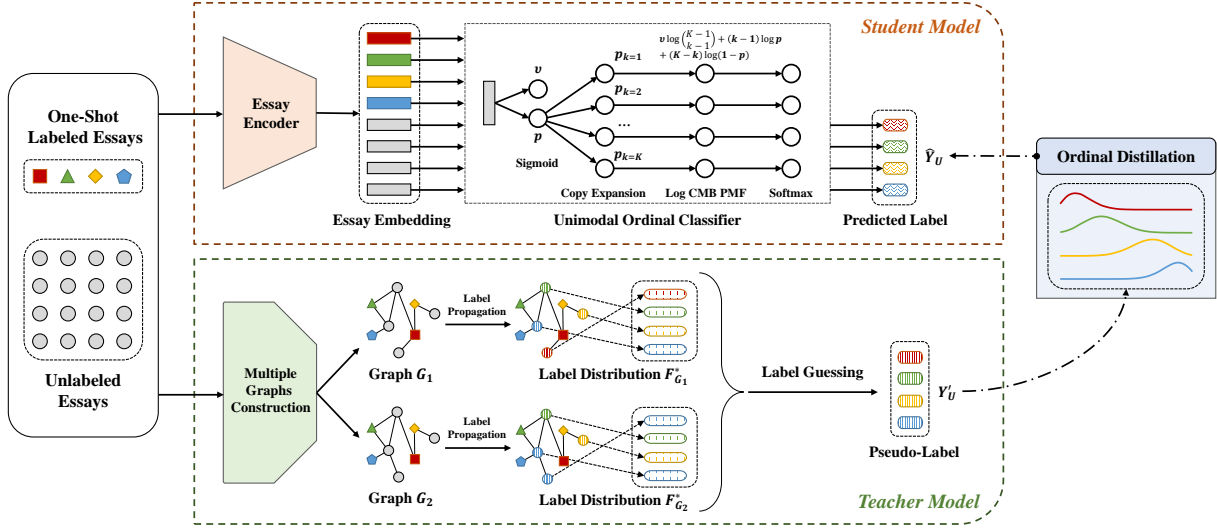 One-Shot
Labeled Essays
Unlabeled
Essays
Student Model
Essay
Encoder
Essay Embedding
υ
p
Sigmoid
p_{k=1}
p_{k=2}
...
p_{k=K}
υ log (K−1 k−1) + (k − 1) log p
+ (K − k) log(1 − p)
Copy Expansion
Log CMB PMF
Softmax
Unimodal Ordinal Classifier
Ŷ_U
Predicted Label
Ordinal Distillation
Multiple
Graphs
Construction
Graph G_1
Label
Propagation
Label Distribution F*_{G_1}
Graph G_2
Label
Propagation
Label Distribution F*_{G_2}
Label Guessing
Y′_U
Pseudo-Label
Teacher Model